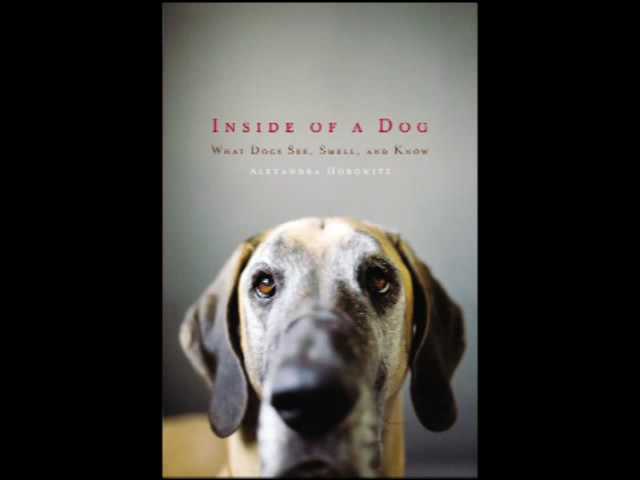 INSIDE OF A DOG
WHAT DOGS SEE, SMELL, AND KNOW
ALEXANDRA HOROWITZ